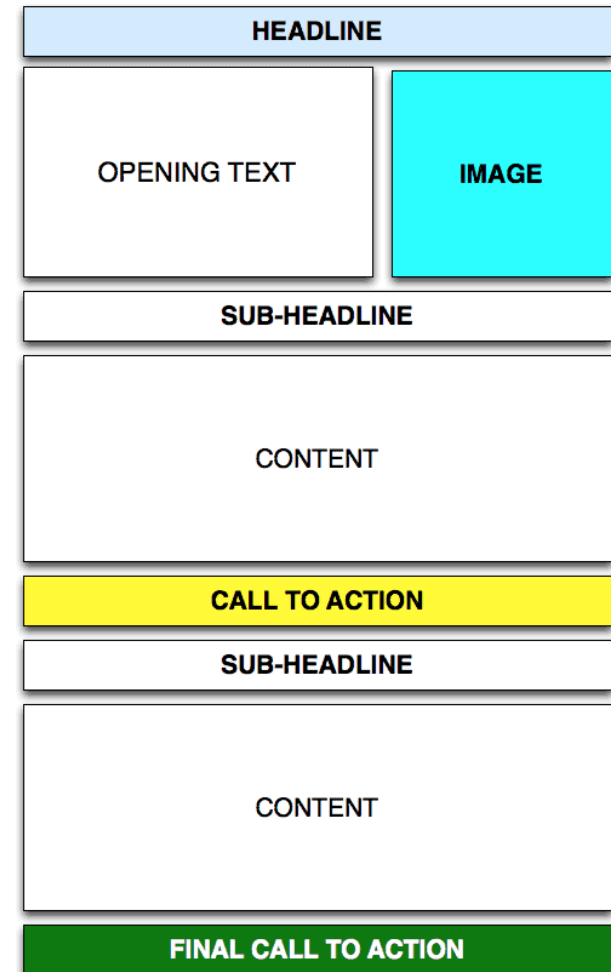 HEADLINE
OPENING TEXT
IMAGE
SUB-HEADLINE
CONTENT
CALL TO ACTION
SUB-HEADLINE
CONTENT
FINAL CALL TO ACTION